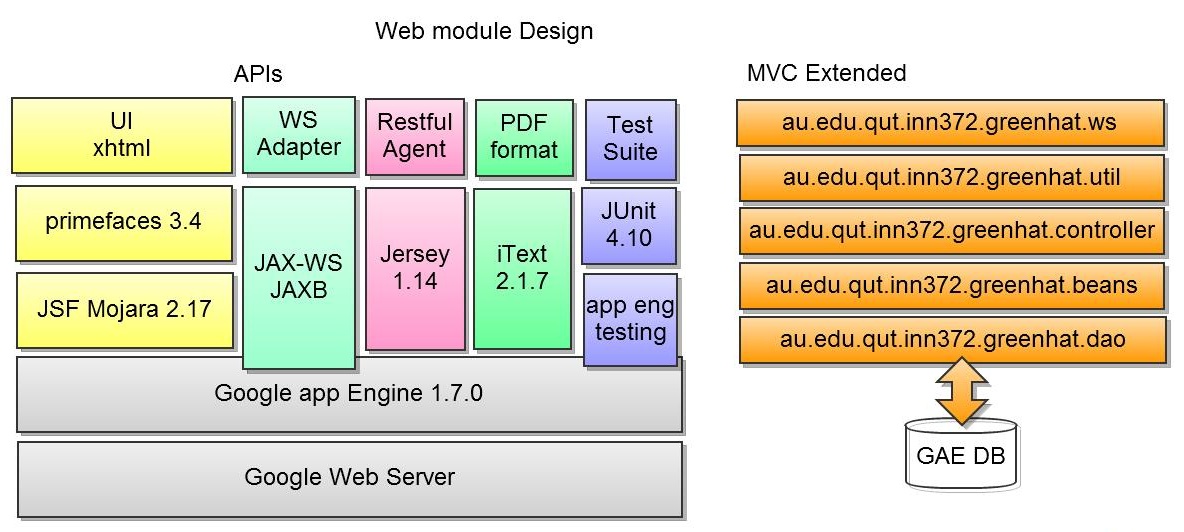 Web module Design
APIs
MVC Extended
UI
xhtml
WS
Adapter
Restful
Agent
PDF
format
Test
Suite
primefaces 3.4
JSF Mojara 2.17
JAX-WS
JAXB
Jersey
1.14
iText
2.1.7
JUnit
4.10
app eng
testing
Google app Engine 1.7.0
Google Web Server
au.edu.qut.inn372.greenhat.ws
au.edu.qut.inn372.greenhat.util
au.edu.qut.inn372.greenhat.controller
au.edu.qut.inn372.greenhat.beans
au.edu.qut.inn372.greenhat.dao
GAE DB